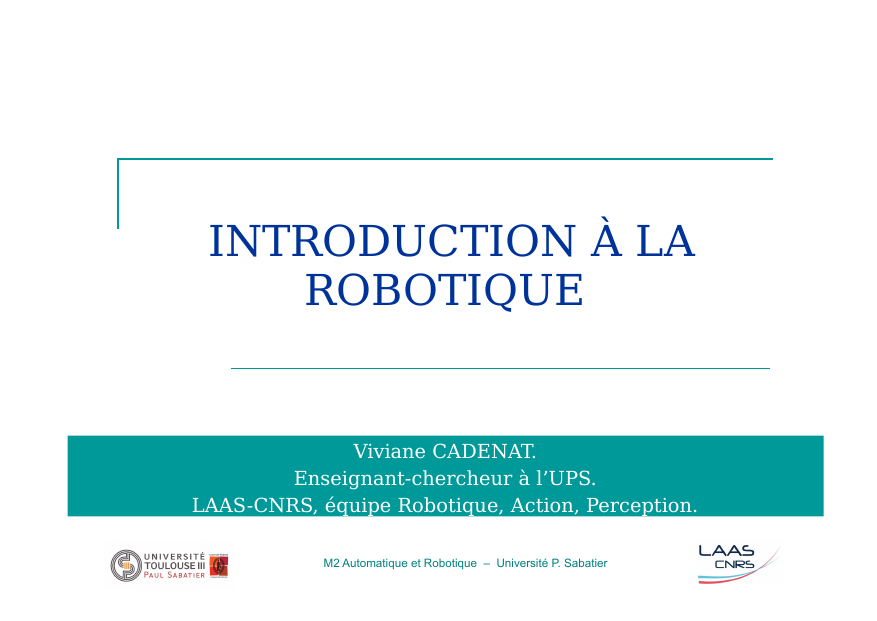 INTRODUCTION À LA
ROBOTIQUE
Viviane CADENAT.
Enseignant-chercheur à l’UPS.
LAAS-CNRS, équipe Robotique, Action, Perception.
UNIVERSITÉ
TOULOUSE III
PAUL SABATIER
M2 Automatique et Robotique – Université P. Sabatier
LAAS
CNRS